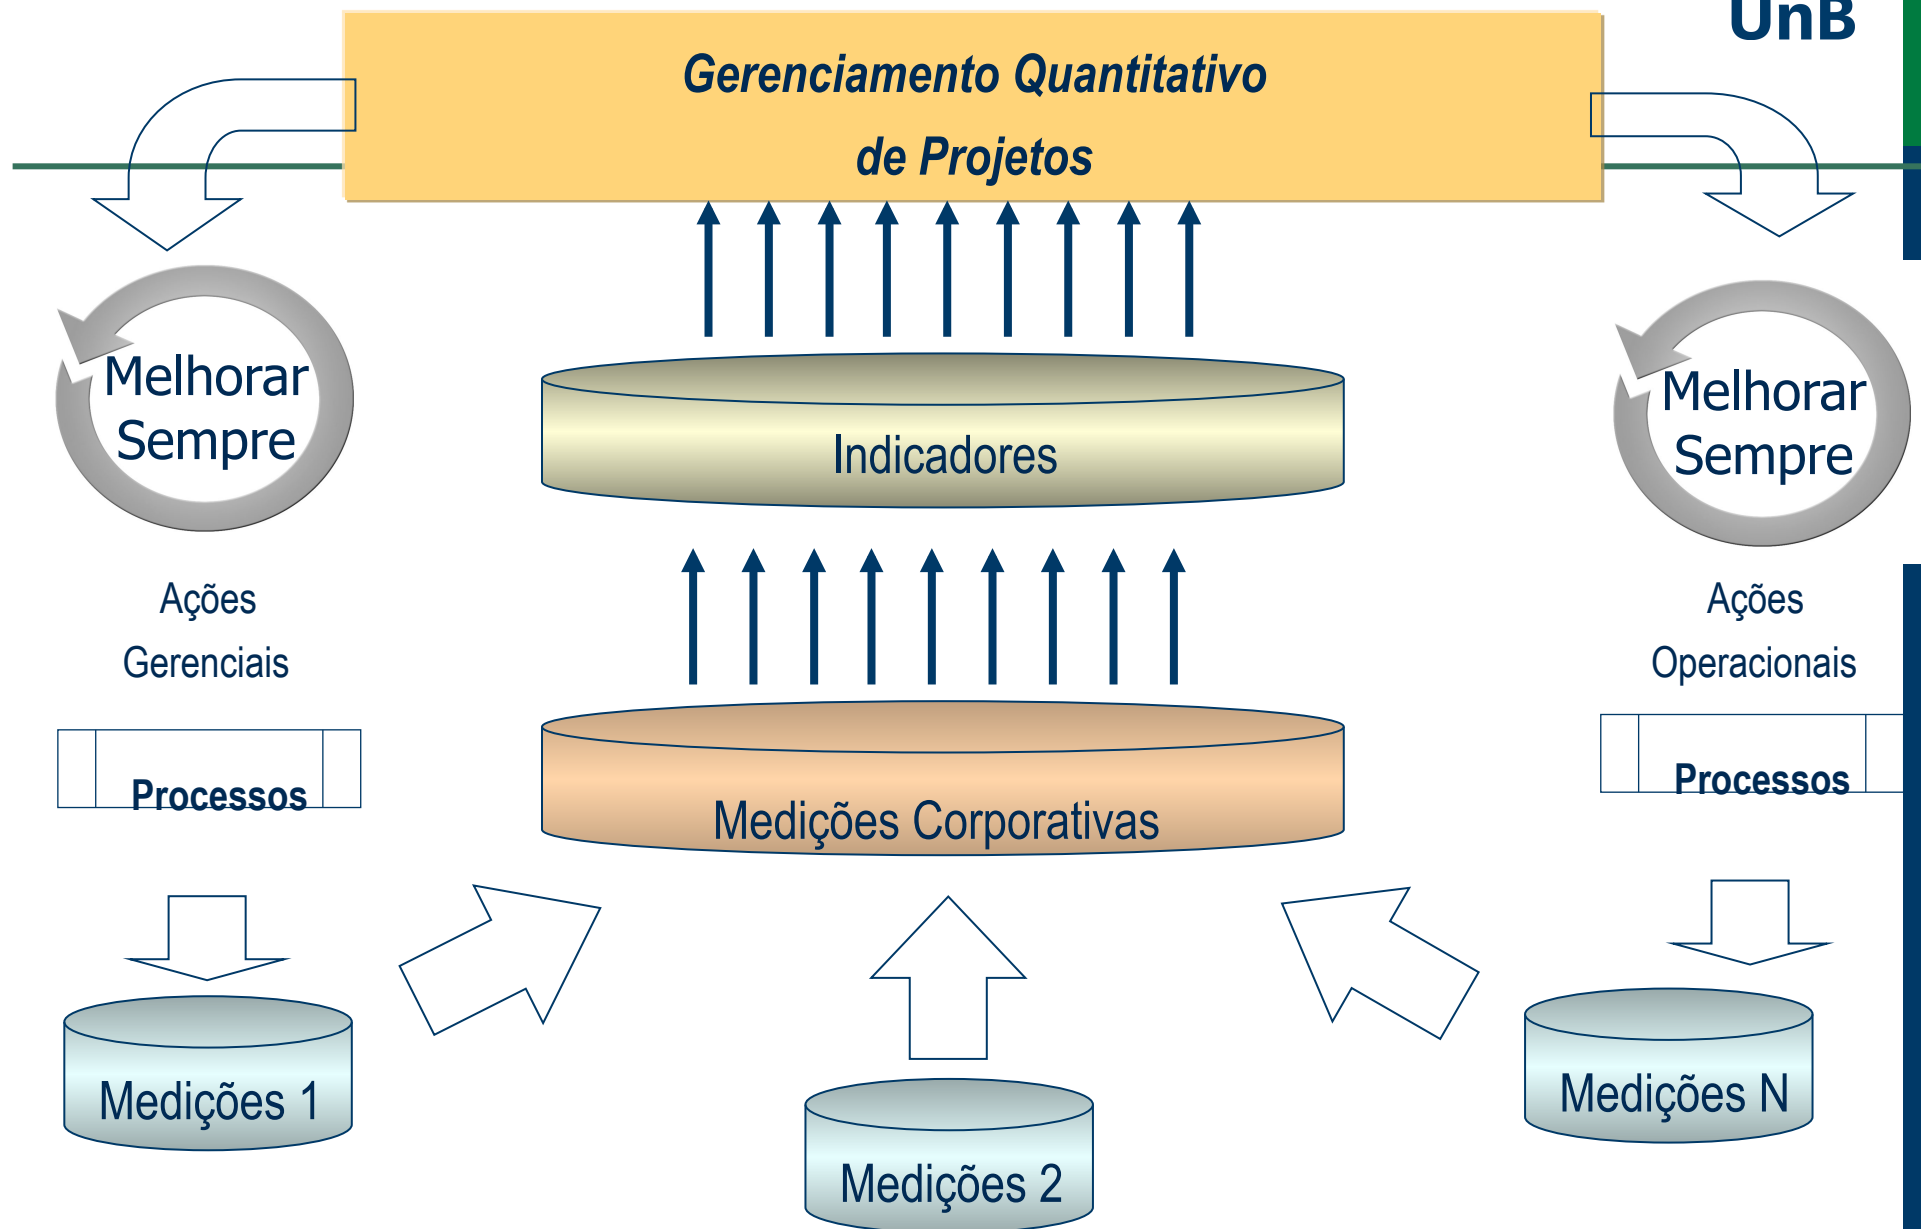 UnB
Gerenciamento Quantitativo
de Projetos
Melhorar
Sempre
Indicadores
Melhorar
Sempre
Ações
Gerenciais
Ações
Operacionais
Processos
Processos
Medições Corporativas
Medições 1
Medições 2
Medições N